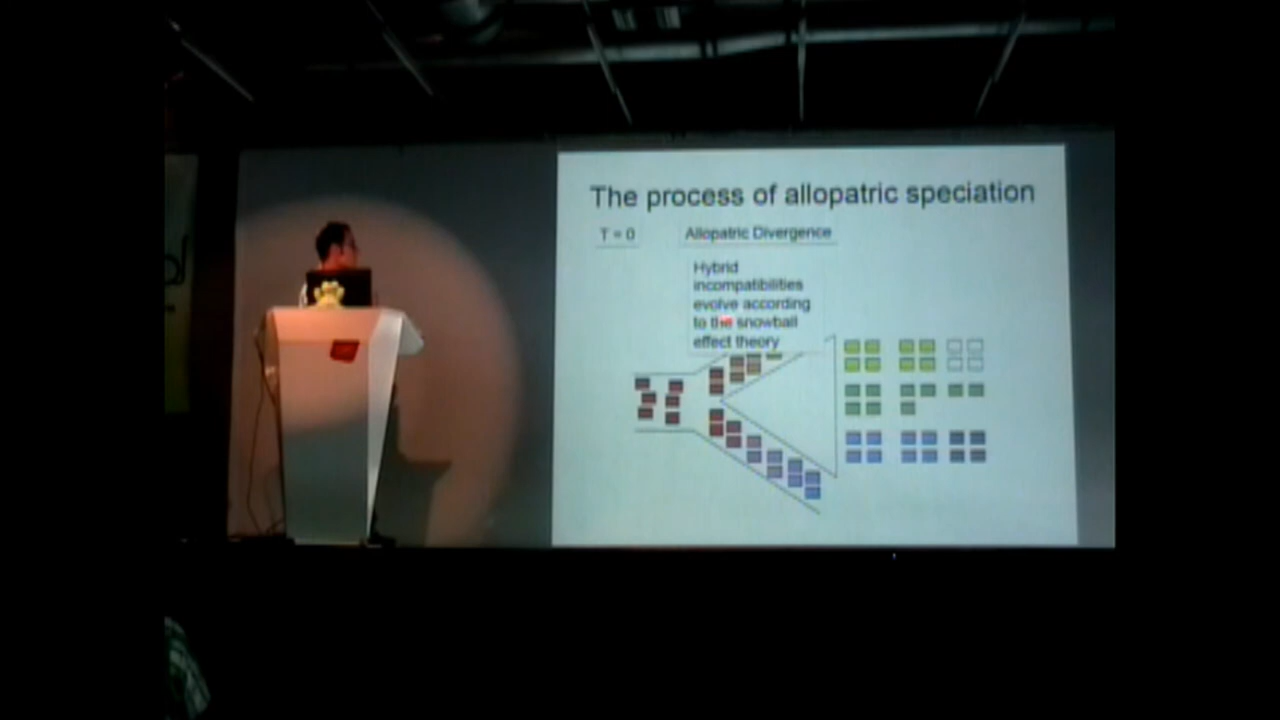 The process of allopatric speciation
T = 0
Allopatric Divergence
Hybrid
incompatibilities
evolve according
to the snowball
effect theory